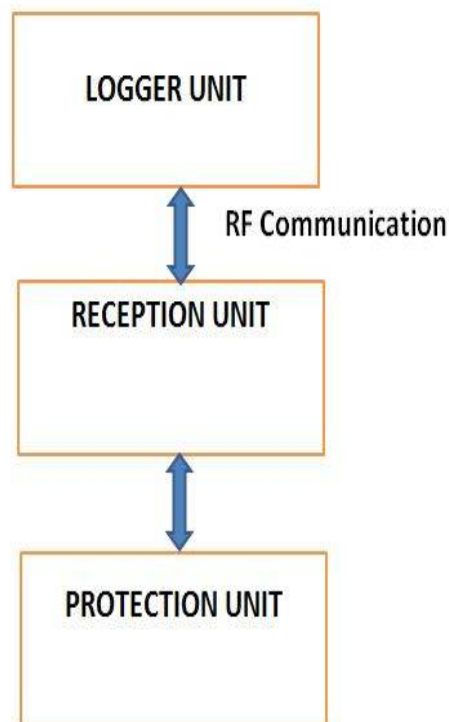 LOGGER UNIT
RF Communication
RECEPTION UNIT
PROTECTION UNIT